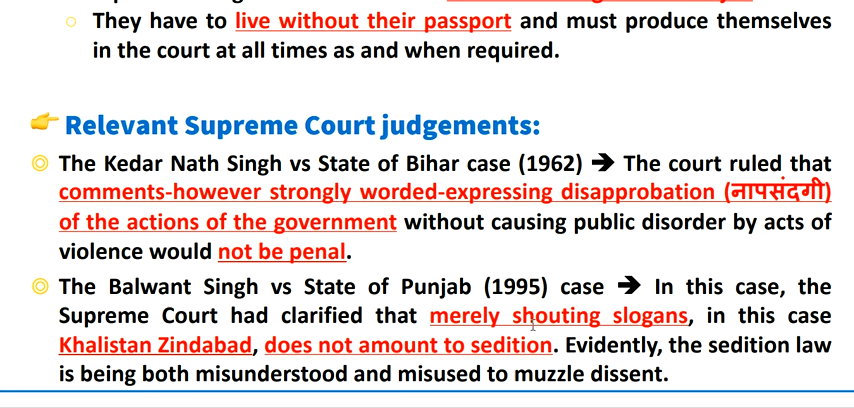 They have to live without their passport and must produce themselves
in the court at all times as and when required.
Relevant Supreme Court judgements:
The Kedar Nath Singh vs State of Bihar case (1962) ➔ The court ruled that
comments-however strongly worded-expressing disapprobation (नापसंदगी)
of the actions of the government without causing public disorder by acts of
violence would not be penal.
The Balwant Singh vs State of Punjab (1995) case ➔ In this case, the
Supreme Court had clarified that merely shouting slogans, in this case
Khalistan Zindabad, does not amount to sedition. Evidently, the sedition law
is being both misunderstood and misused to muzzle dissent.